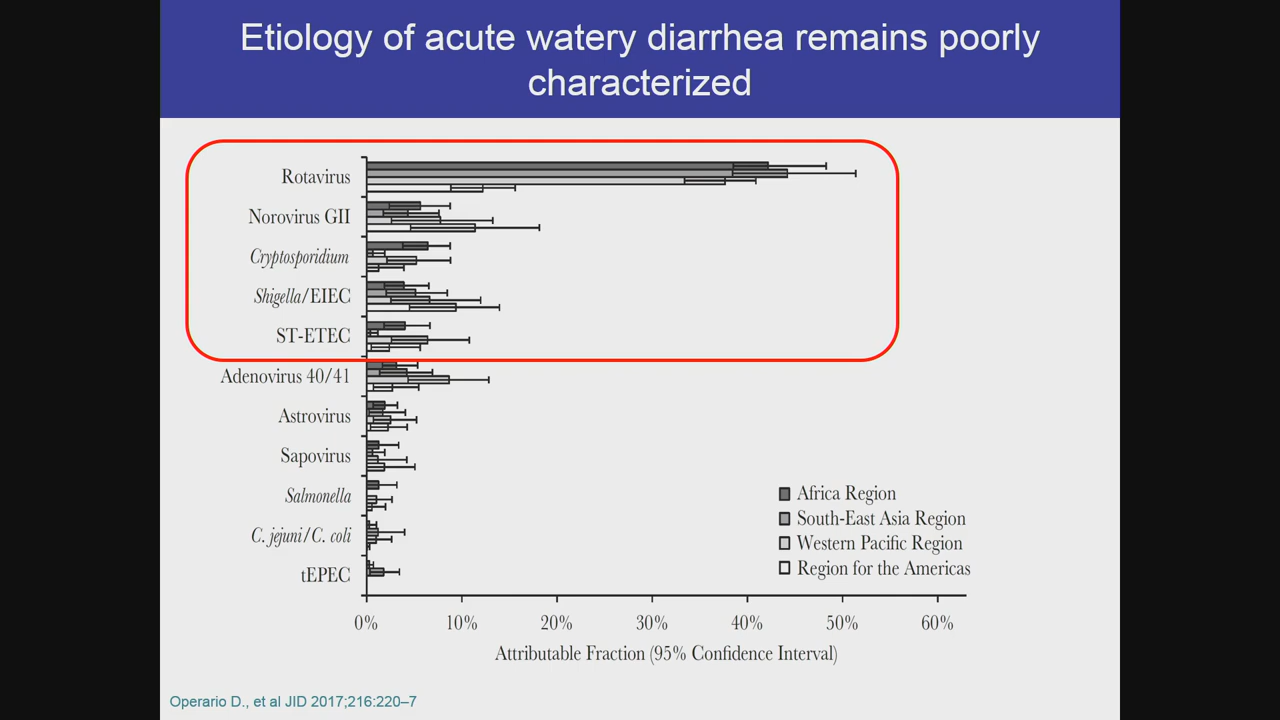 Etiology of acute watery diarrhea remains poorly
characterized
Rotavirus
Norovirus GII
Cryptosporidium
Shigella/EIEC
ST-ETEC
Adenovirus 40/41
Astrovirus
Sapovirus
Salmonella
C. jejuni/C. coli
tEPEC
Africa Region
South-East Asia Region
Western Pacific Region
Region for the Americas
0% 10% 20% 30% 40% 50% 60%
Attributable Fraction (95% Confidence Interval)
Operario D., et al JID 2017;216:220–7